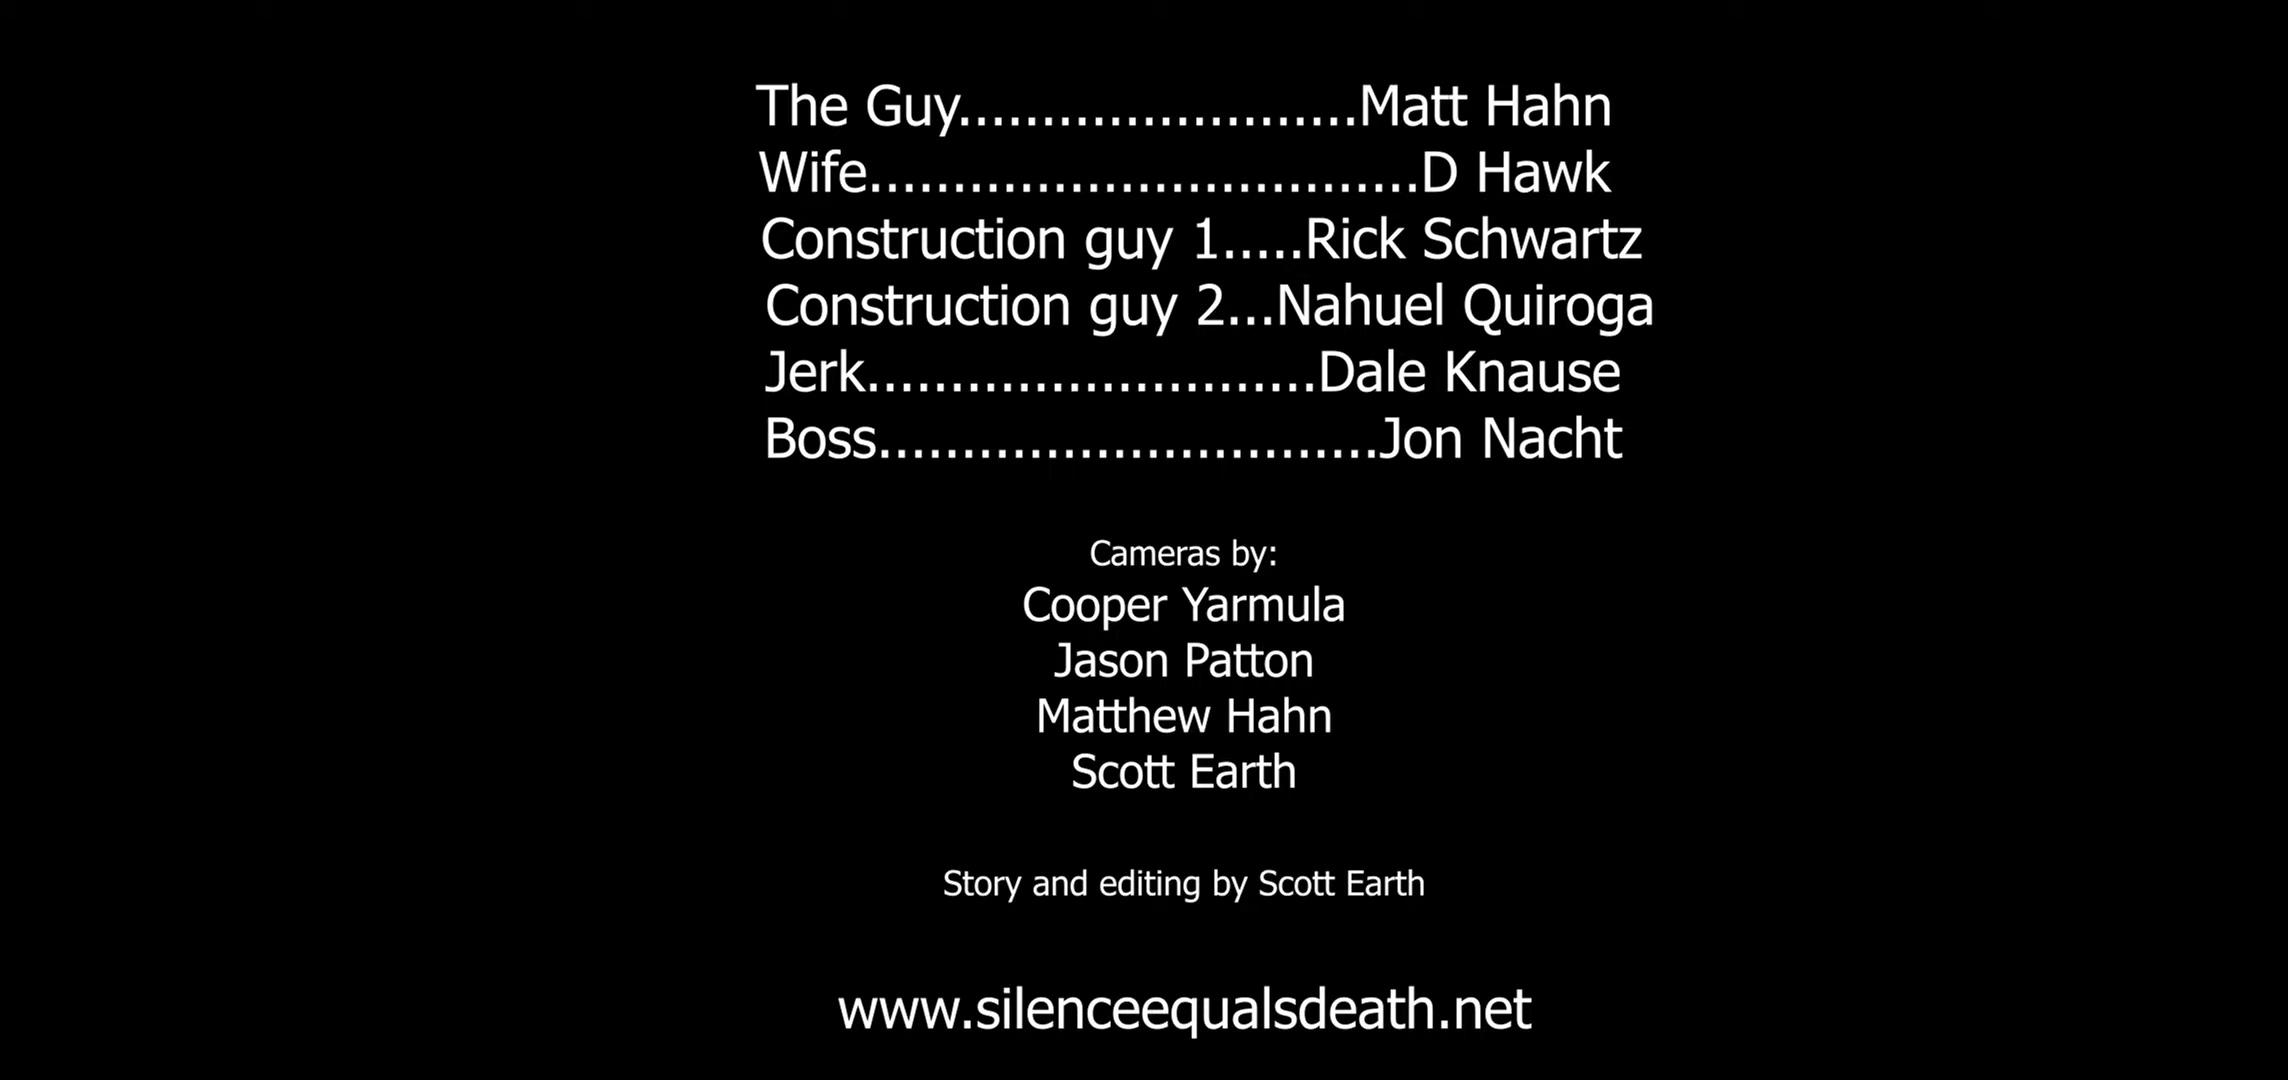 The Guy........................Matt Hahn
Wife.................................D Hawk
Construction guy 1.....Rick Schwartz
Construction guy 2...Nahuel Quiroga
Jerk...........................Dale Knause
Boss..............................Jon Nacht
Cameras by:
Cooper Yarmula
Jason Patton
Matthew Hahn
Scott Earth
Story and editing by Scott Earth
www.silenceequalsdeath.net